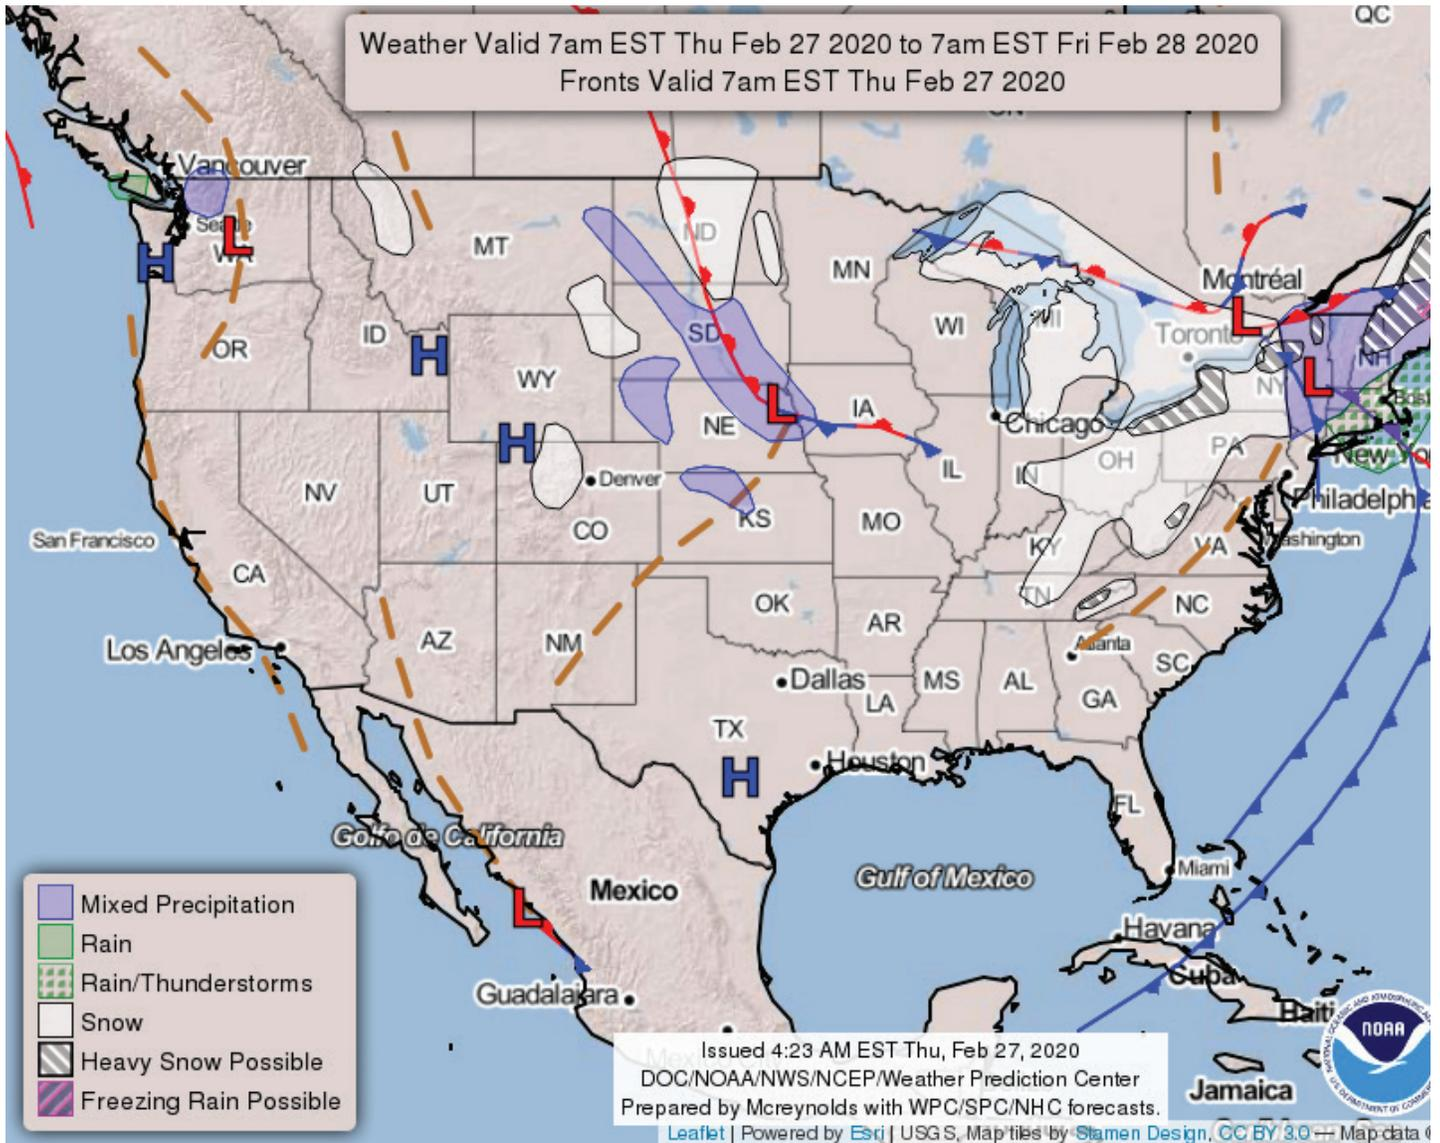 QC
Weather Valid 7am EST Thu Feb 27 2020 to 7am EST Fri Feb 28 2020
Fronts Valid 7am EST Thu Feb 27 2020
ON
Vancouver
Seattle
WA
H
L
MT
ND
MN
Montréal
L
OR
ID
H
SD
WI
MI
Toronto
NH
WY
L
NE
IA
NY
L
Bost
H
Chicago
Denver
IL
IN
OH
PA
New Yo
NV
UT
CO
KS
MO
Philadelphia
San Francisco
KY
VA
Washington
CA
OK
TN
NC
AR
Los Angeles
AZ
NM
Atlanta
SC
Dallas
LA
MS
AL
GA
TX
H
Houston
Golfo de California
FL
Mexico
Gulf of Mexico
Miami
L
Havana
Cuba
Guadalajara
Haiti
Mixed Precipitation
Rain
Rain/Thunderstorms
Snow
Heavy Snow Possible
Freezing Rain Possible
NOAA
Issued 4:23 AM EST Thu, Feb 27, 2020
DOC/NOAA/NWS/NCEP/Weather Prediction Center
Prepared by Mcreynolds with WPC/SPC/NHC forecasts.
Jamaica
Leaflet | Powered by Esri | USGS, Map tiles by Stamen Design, CC BY 3.0 — Map data ©